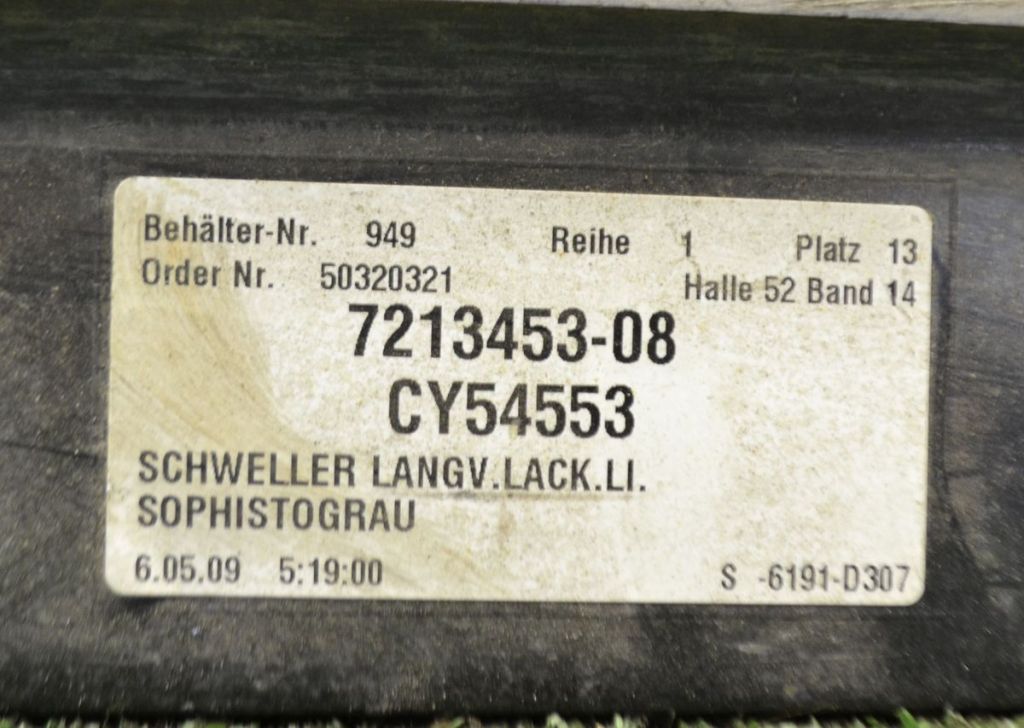 Behälter-Nr. 949 Reihe 1 Platz 13
Order Nr. 50320321 Halle 52 Band 14
7213453-08
CY54553
SCHWELLER LANGV.LACK.LI.
SOPHISTOGRAU
6.05.09 5:19:00 S -6191-D307